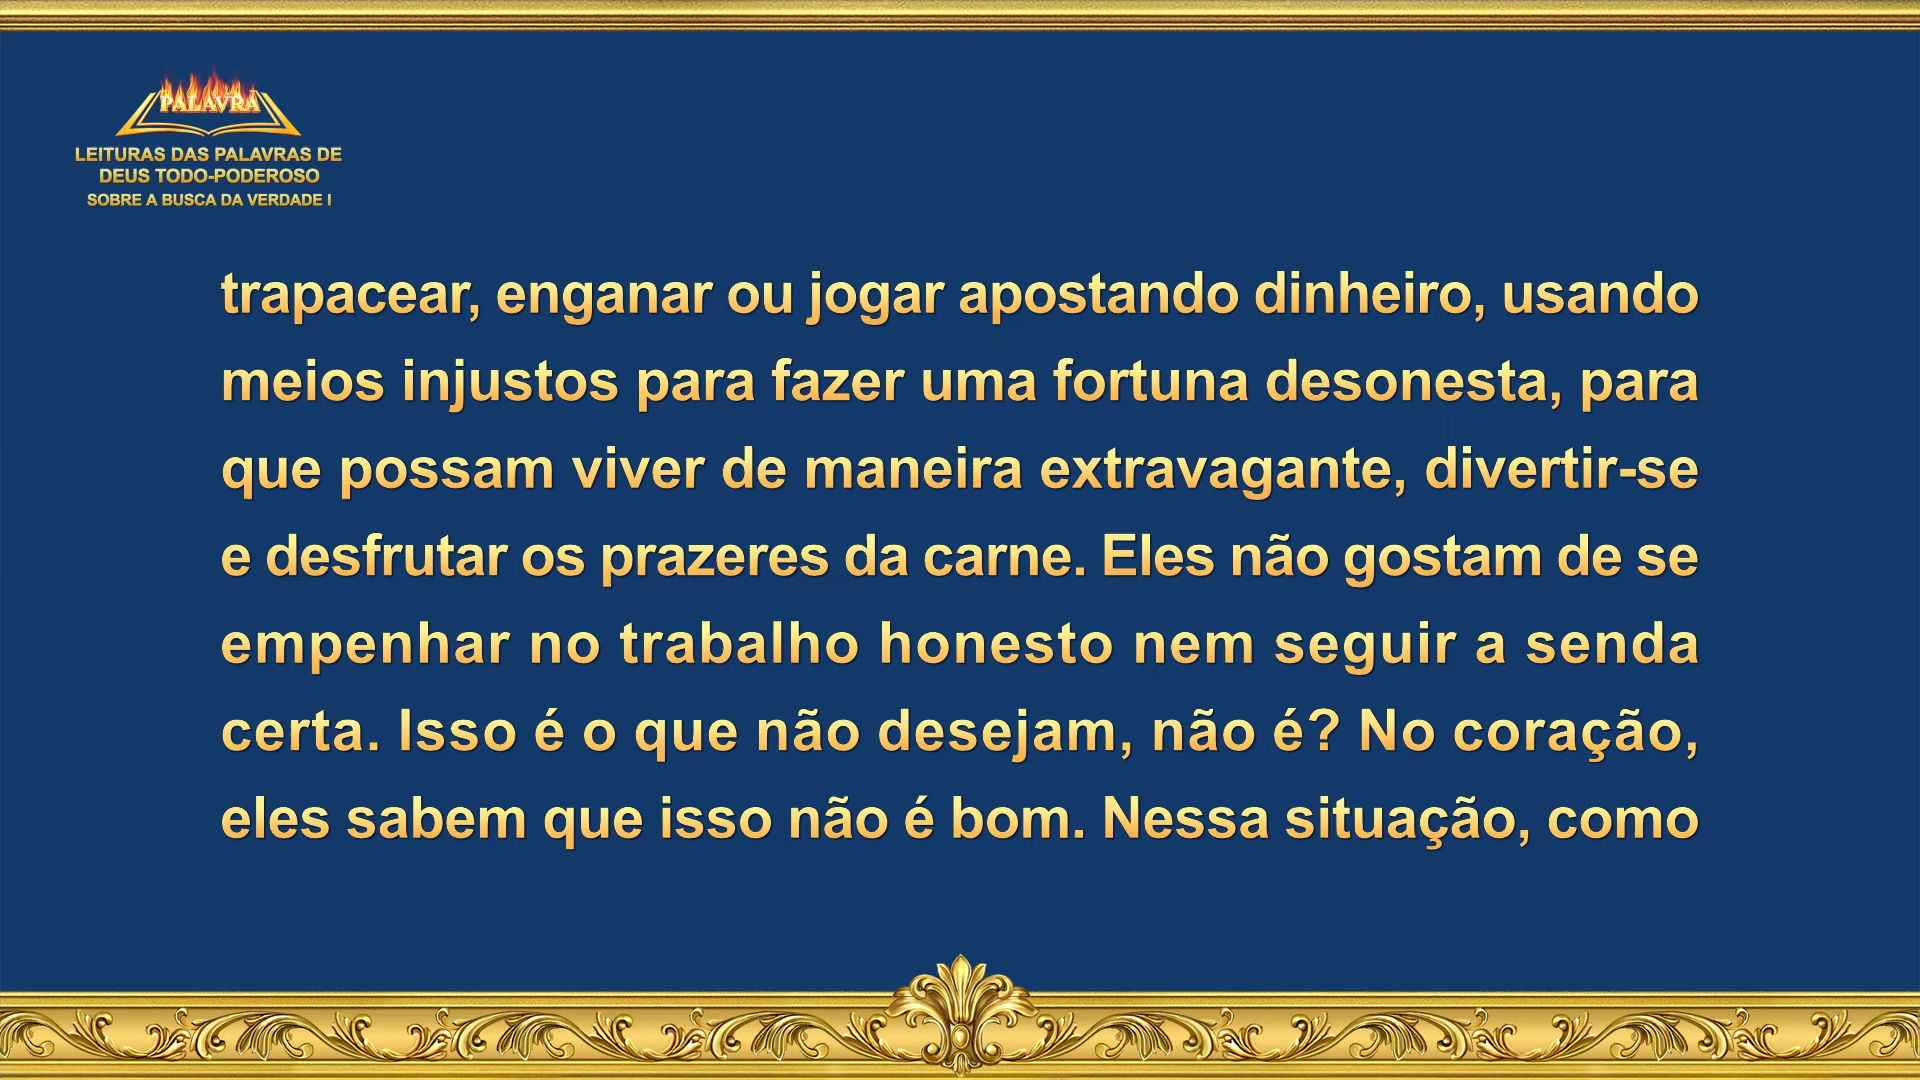 PALAVRA
LEITURAS DAS PALAVRAS DE
DEUS TODO-PODEROSO
SOBRE A BUSCA DA VERDADE I
trapacear, enganar ou jogar apostando dinheiro, usando
meios injustos para fazer uma fortuna desonesta, para
que possam viver de maneira extravagante, divertir-se
e desfrutar os prazeres da carne. Eles não gostam de se
empenhar no trabalho honesto nem seguir a senda
certa. Isso é o que não desejam, não é? No coração,
eles sabem que isso não é bom. Nessa situação, como